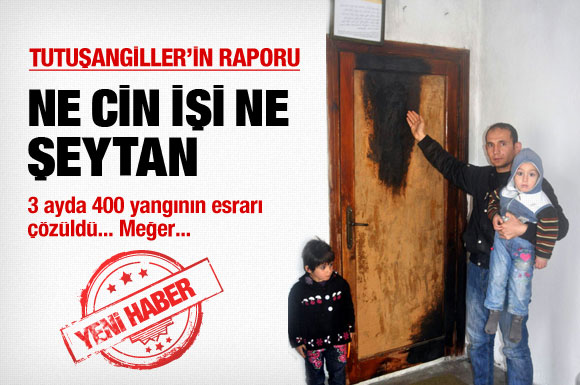 TUTUŞANGİLLER'İN RAPORU
NE CİN İŞİ NE
ŞEYTAN
3 ayda 400 yangının esrarı
çözüldü... Meğer...
YENİ HABER